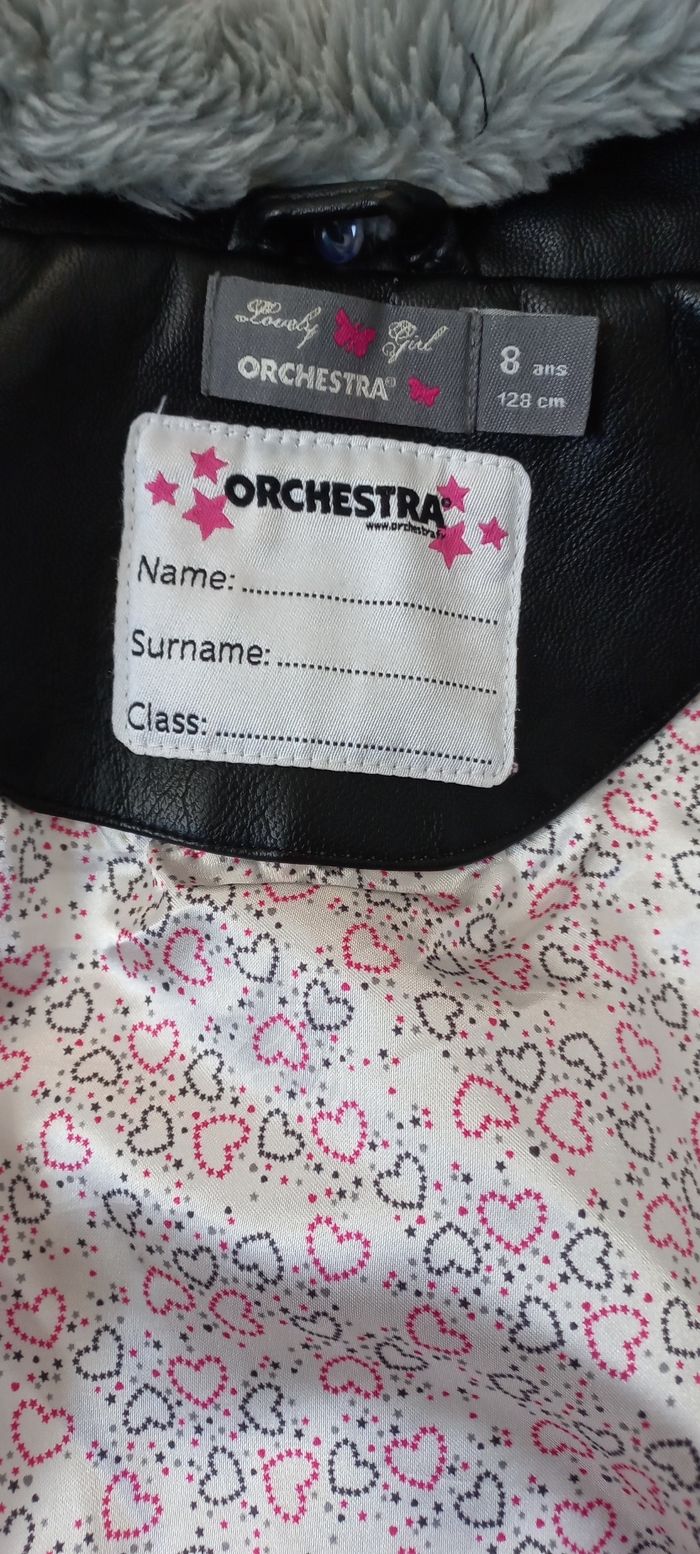 Lovely Girl
ORCHESTRA®
8 ans
128 cm
ORCHESTRA®
www.orchestra.fr
Name:
Surname:
Class: